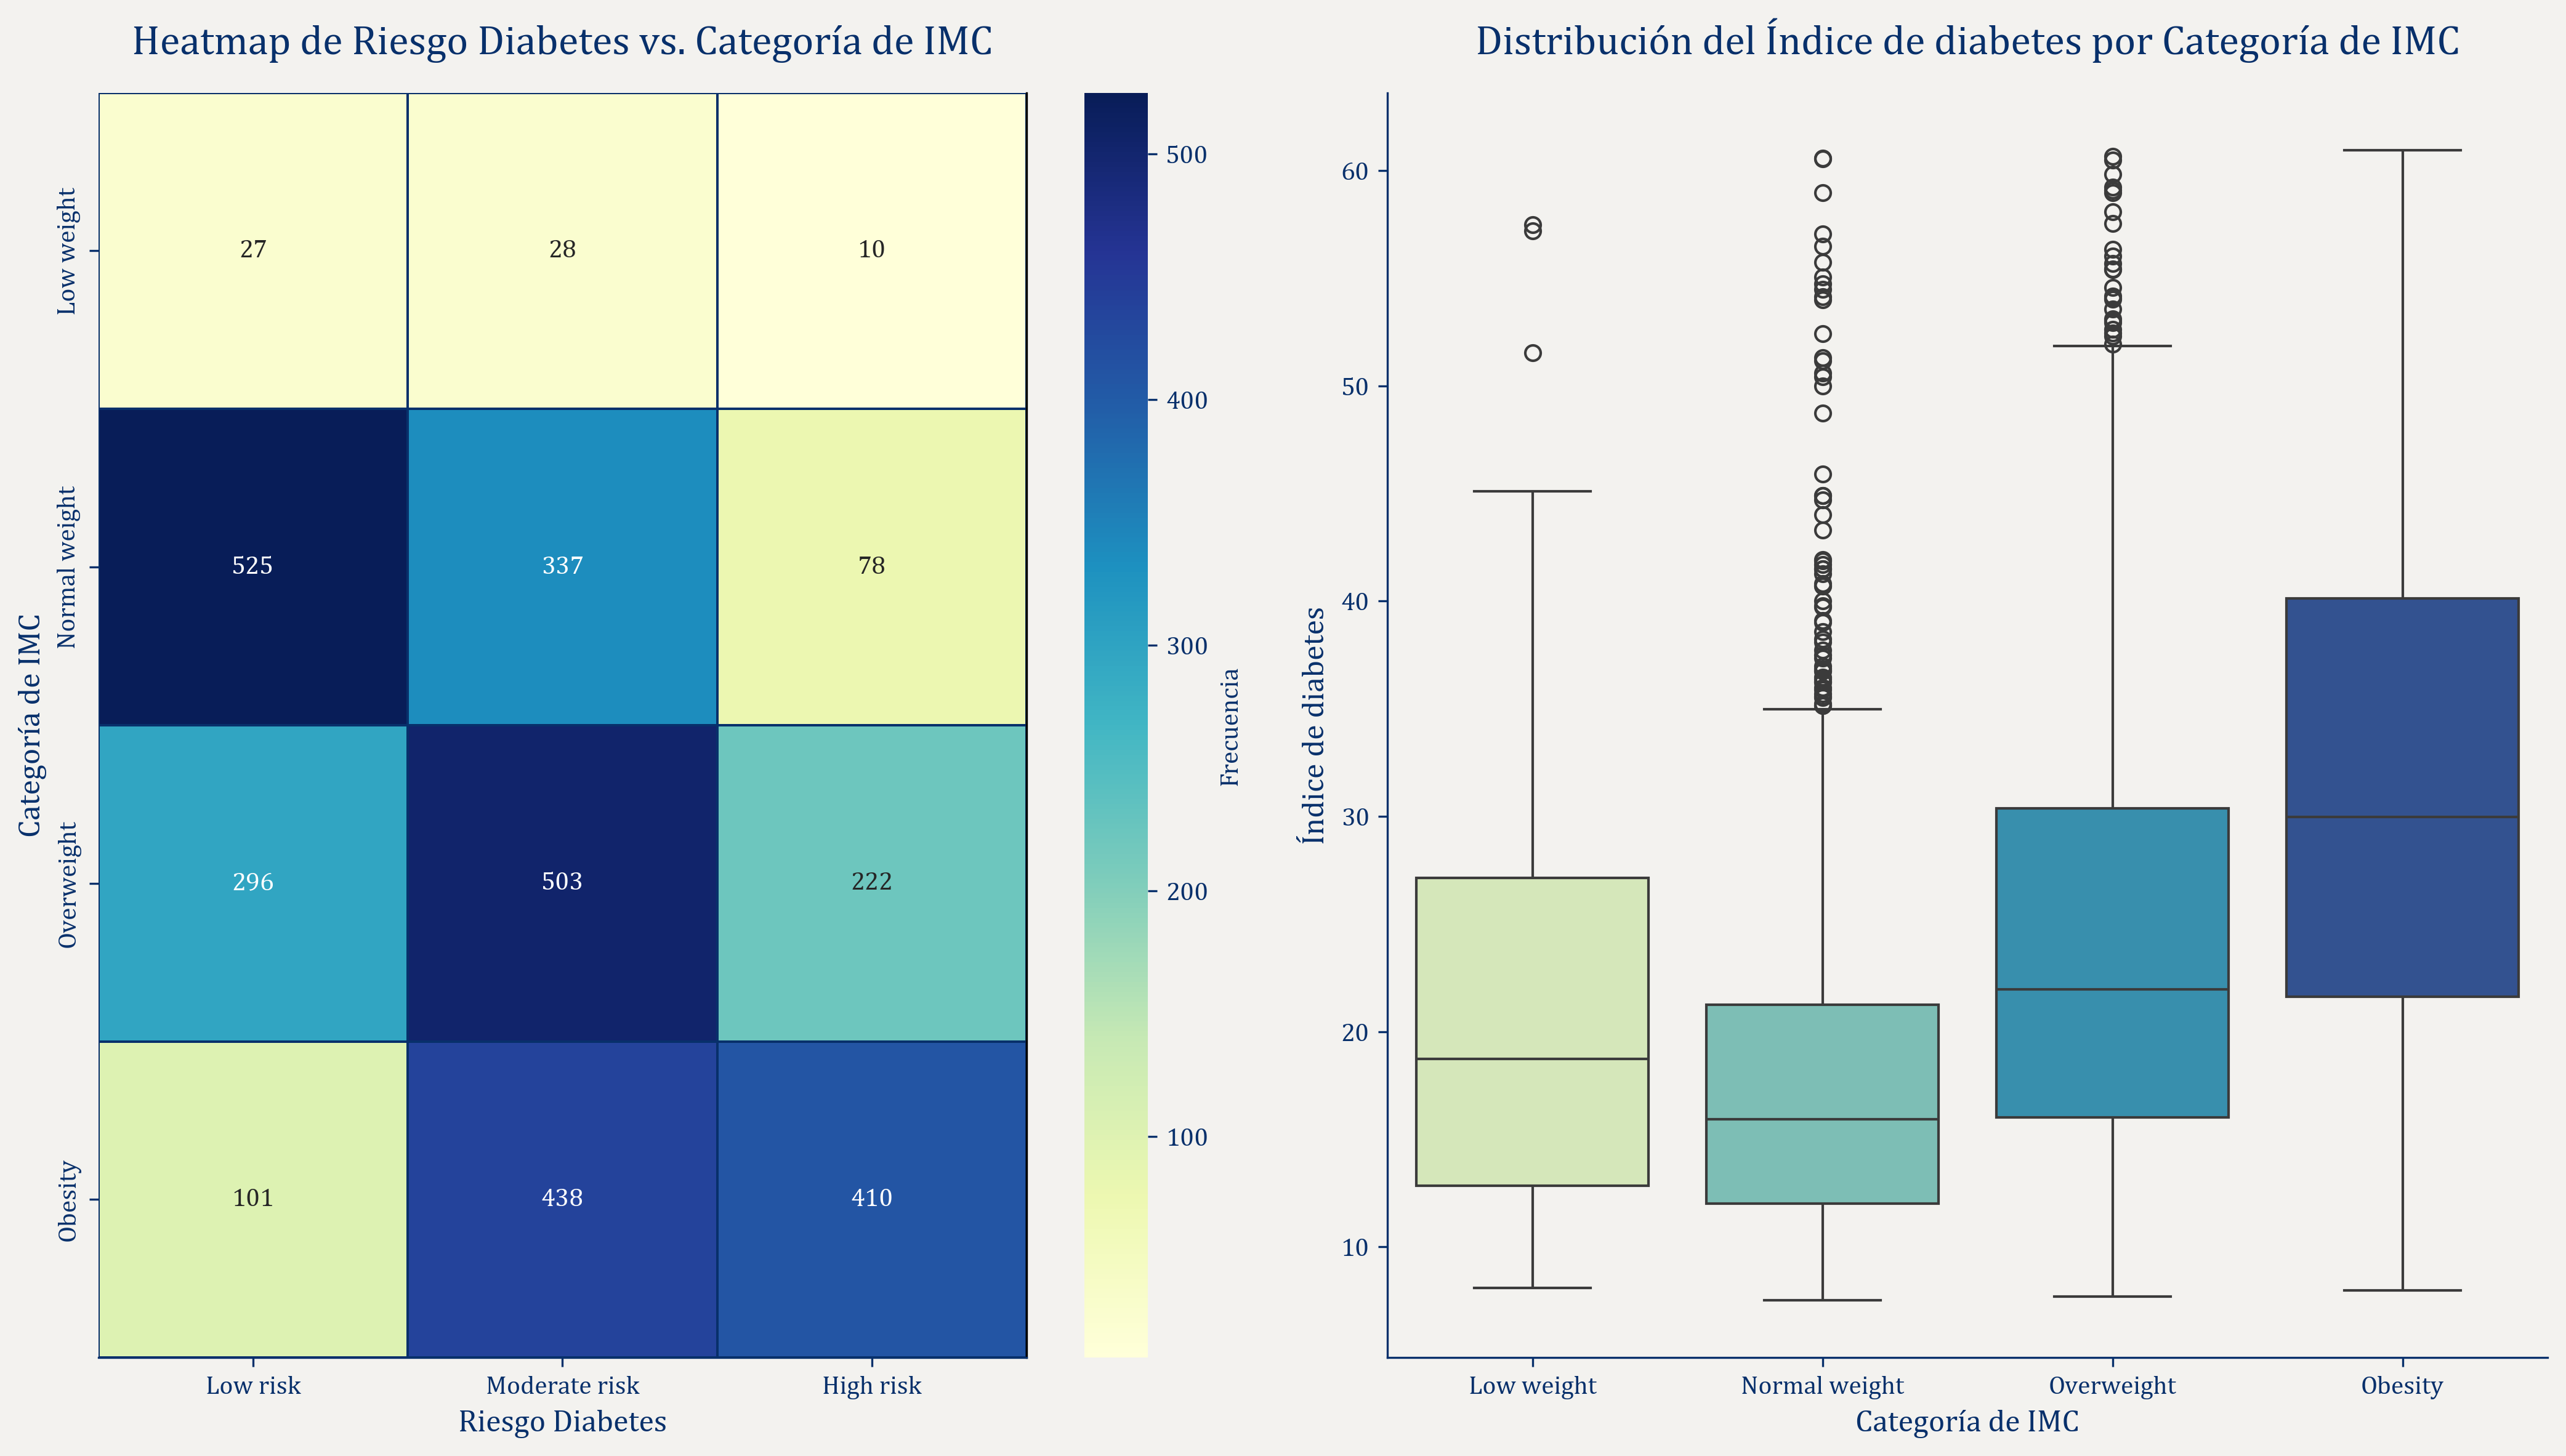 Heatmap de Riesgo Diabetes vs. Categoría de IMC
Categoría de IMC
Low weight
Normal weight
Overweight
Obesity
27 28 10
525 337 78
296 503 222
101 438 410
Low risk Moderate risk High risk
Riesgo Diabetes
500
400
300
200
100
Frecuencia
Distribución del Índice de diabetes por Categoría de IMC
Índice de diabetes
60
50
40
30
20
10
Low weight Normal weight Overweight Obesity
Categoría de IMC